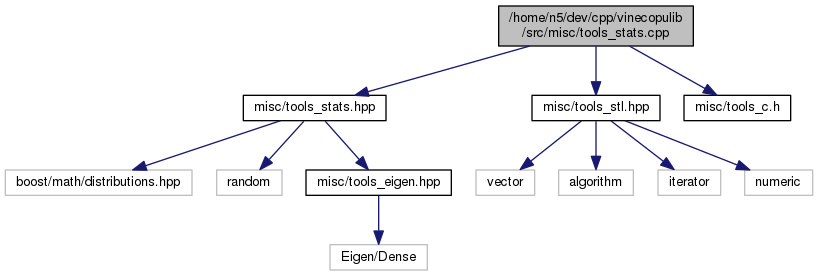 /home/n5/dev/cpp/vinecopulib
/src/misc/tools_stats.cpp
misc/tools_stats.hpp
misc/tools_stl.hpp
misc/tools_c.h
boost/math/distributions.hpp
random
misc/tools_eigen.hpp
vector
algorithm
iterator
numeric
Eigen/Dense